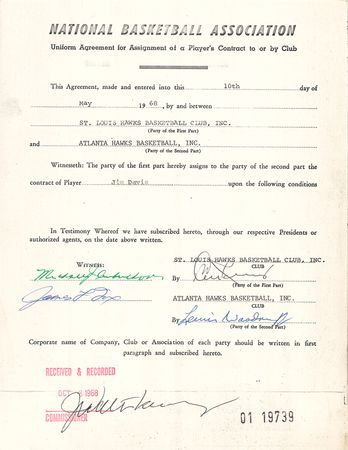 NATIONAL BASKETBALL ASSOCIATION
Uniform Agreement for Assignment of a Player's Contract to or by Club
This Agreement, made and entered into this 10th day of
May 1968, by and between
ST. LOUIS HAWKS BASKETBALL CLUB, INC.
(Party of the First Part)
and ATLANTA HAWKS BASKETBALL, INC.
(Party of the Second Part)
Witnesseth: The party of the first part hereby assigns to the party of the second part the
contract of Player Jim Davis upon the following conditions
In Testimony Whereof we have subscribed hereto, through our respective Presidents or
authorized agents, on the date above written.
WITNESS:
ST. LOUIS HAWKS BASKETBALL CLUB, INC.
CLUB
By
(Party of the First Part)
James L. Fox
ATLANTA HAWKS BASKETBALL, INC.
CLUB
By
(Party of the Second Part)
Corporate name of Company, Club or Association of each party should be written in first
paragraph and subscribed hereto.
RECEIVED & RECORDED
OCT 1968
COMMISSIONER
01 19739